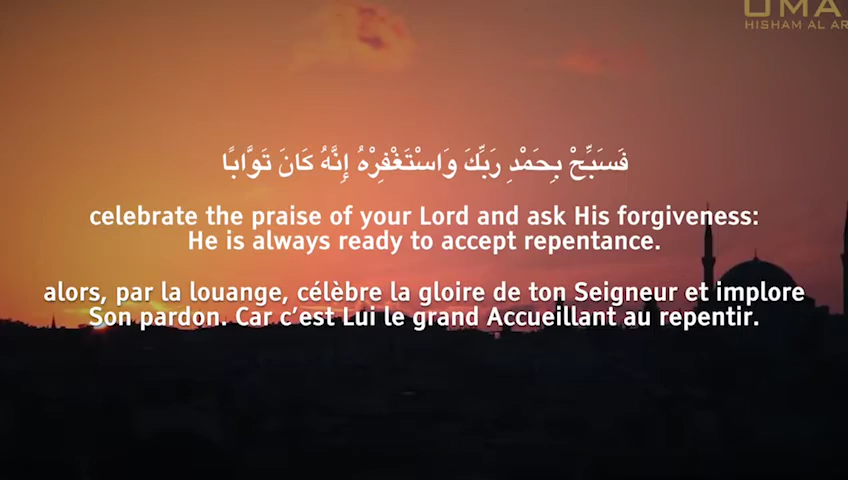 UMA
HISHAM AL AR
فَسَبِّحْ بِحَمْدِ رَبِّكَ وَاسْتَغْفِرْهُ إِنَّهُ كَانَ تَوَّابًا
celebrate the praise of your Lord and ask His forgiveness:
He is always ready to accept repentance.
alors, par la louange, célèbre la gloire de ton Seigneur et implore
Son pardon. Car c’est Lui le grand Accueillant au repentir.